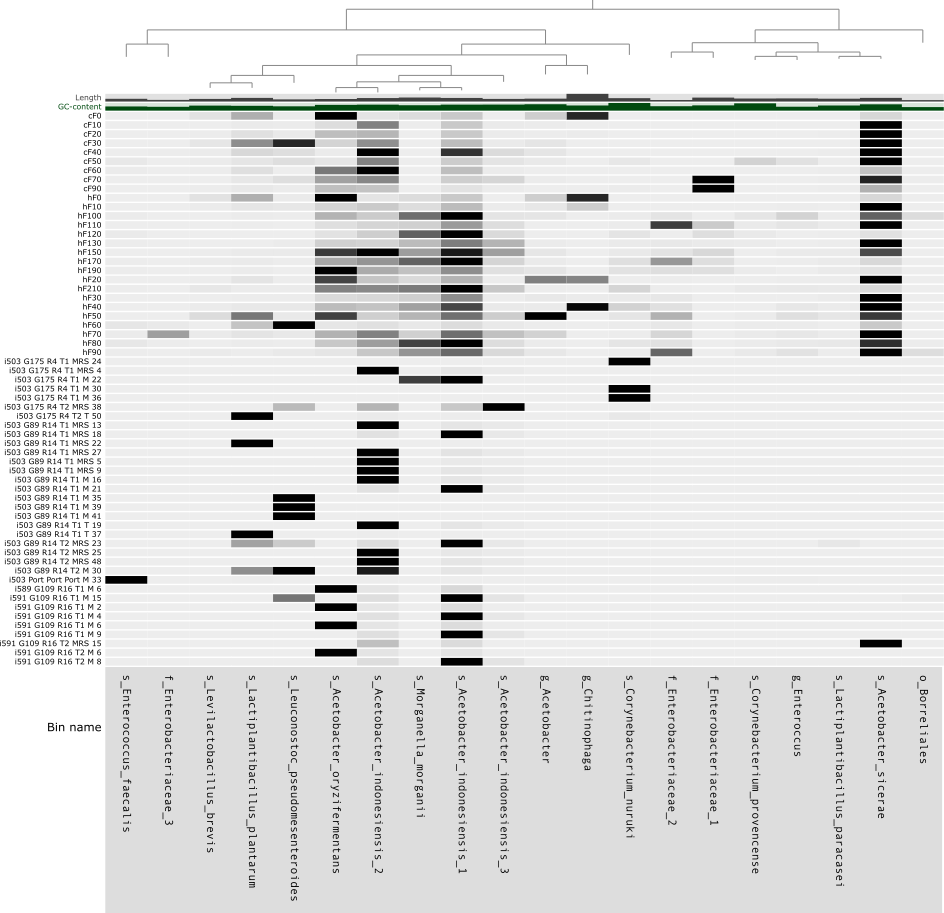 Length
GC-content
cF0
cF10
cF20
cF30
cF40
cF50
cF60
cF70
cF90
hF0
hF10
hF100
hF110
hF120
hF130
hF150
hF170
hF190
hF20
hF210
hF30
hF40
hF50
hF60
hF70
hF80
hF90
i503 G175 R4 T1 MRS 24
i503 G175 R4 T1 MRS 4
i503 G175 R4 T1 M 22
i503 G175 R4 T1 M 30
i503 G175 R4 T1 M 36
i503 G175 R4 T2 MRS 38
i503 G175 R4 T2 T 50
i503 G89 R14 T1 MRS 13
i503 G89 R14 T1 MRS 18
i503 G89 R14 T1 MRS 22
i503 G89 R14 T1 MRS 27
i503 G89 R14 T1 MRS 5
i503 G89 R14 T1 MRS 9
i503 G89 R14 T1 M 16
i503 G89 R14 T1 M 21
i503 G89 R14 T1 M 35
i503 G89 R14 T1 M 39
i503 G89 R14 T1 M 41
i503 G89 R14 T1 T 19
i503 G89 R14 T1 T 37
i503 G89 R14 T2 MRS 23
i503 G89 R14 T2 MRS 25
i503 G89 R14 T2 MRS 48
i503 G89 R14 T2 M 30
i503 Port Port Port M 33
i589 G109 R16 T1 M 6
i591 G109 R16 T1 M 15
i591 G109 R16 T1 M 2
i591 G109 R16 T1 M 4
i591 G109 R16 T1 M 6
i591 G109 R16 T1 M 9
i591 G109 R16 T2 MRS 15
i591 G109 R16 T2 M 6
i591 G109 R16 T2 M 8
Bin name
s_Enterococcus_faecalis
f_Enterobacteriaceae_3
s_Levilactobacillus_brevis
s_Lactiplantibacillus_plantarum
s_Leuconostoc_pseudomesenteroides
s_Acetobacter_oryzifermentans
s_Acetobacter_indonesiensis_2
s_Morganella_morganii
s_Acetobacter_indonesiensis_1
s_Acetobacter_indonesiensis_3
g_Acetobacter
g_Chitinophaga
s_Corynebacterium_nuruki
f_Enterobacteriaceae_2
f_Enterobacteriaceae_1
s_Corynebacterium_provencense
g_Enteroccus
s_Lactiplantibacillus_paracasei
s_Acetobacter_sicerae
o_Borreliales